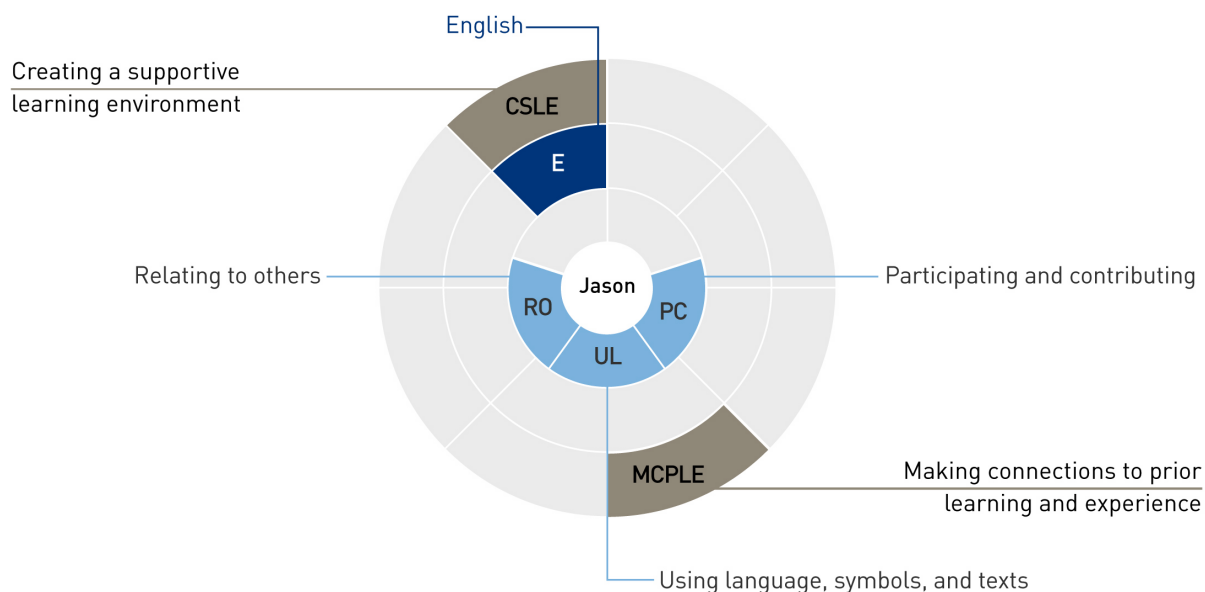 English
Creating a supportive
learning environment
CSLE
E
Relating to others
Participating and contributing
Jason
RO
PC
UL
MCPLE
Making connections to prior
learning and experience
Using language, symbols, and texts